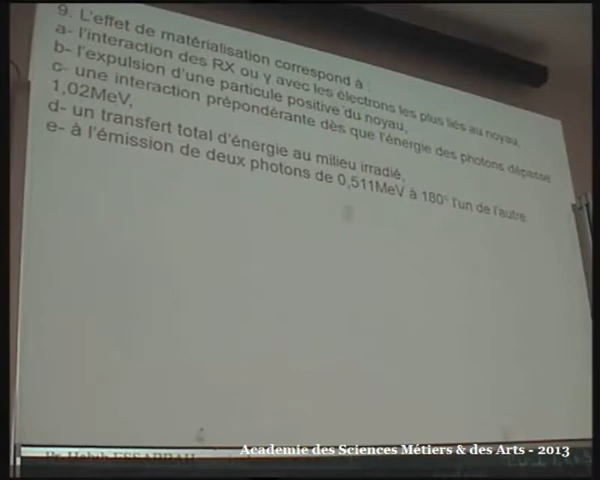 9. L'effet de matérialisation correspond à :
a- l'interaction des RX ou γ avec les électrons les plus liés au noyau,
b- l'expulsion d'une particule positive du noyau,
c- une interaction prépondérante dès que l'énergie des photons dépasse
1,02MeV,
d- un transfert total d'énergie au milieu irradié,
e- à l'émission de deux photons de 0,511MeV à 180° l'un de l'autre
Academie des Sciences Métiers & des Arts - 2013